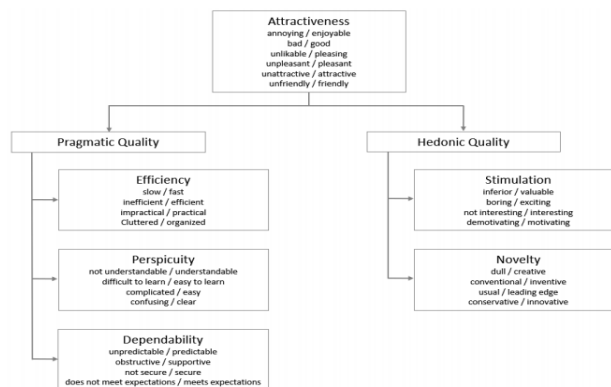 Attractiveness
annoying / enjoyable
bad / good
unlikable / pleasing
unpleasant / pleasant
unattractive / attractive
unfriendly / friendly
Pragmatic Quality
Hedonic Quality
Efficiency
slow / fast
inefficient / efficient
impractical / practical
Cluttered / organized
Stimulation
inferior / valuable
boring / exciting
not interesting / interesting
demotivating / motivating
Perspicuity
not understandable / understandable
difficult to learn / easy to learn
complicated / easy
confusing / clear
Novelty
dull / creative
conventional / inventive
usual / leading edge
conservative / innovative
Dependability
unpredictable / predictable
obstructive / supportive
not secure / secure
does not meet expectations / meets expectations